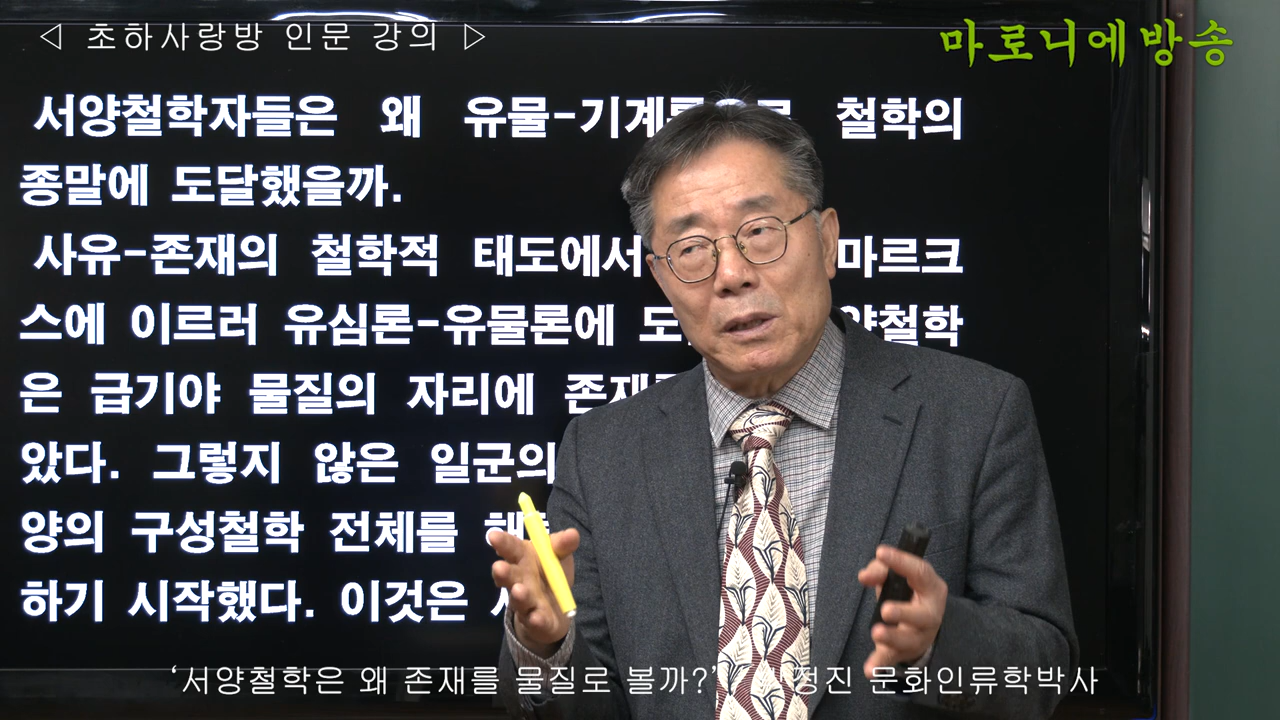 ◁ 초하사랑방 인문 강의 ▷
마로니에방송
서양철학자들은 왜 유물-기계론으로 철학의
종말에 도달했을까.
사유-존재의 철학적 태도에서 마르크
스에 이르러 유심론-유물론에 양철학
은 급기야 물질의 자리에
았다. 그렇지 않은 일군의
양의 구성철학 전체를
하기 시작했다. 이것은
‘서양철학은 왜 존재를 물질로 볼까?’ 정진 문화인류학박사